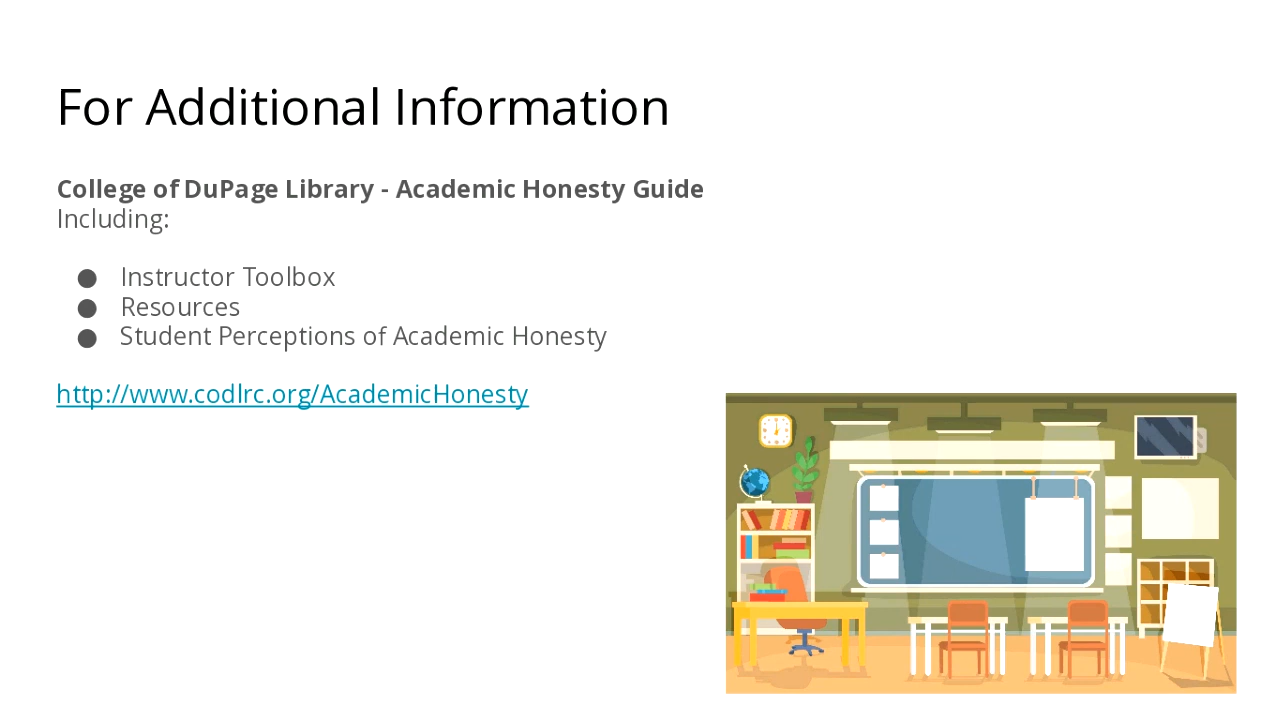 For Additional Information
College of DuPage Library - Academic Honesty Guide
Including:
● Instructor Toolbox
● Resources
● Student Perceptions of Academic Honesty
http://www.codlrc.org/AcademicHonesty